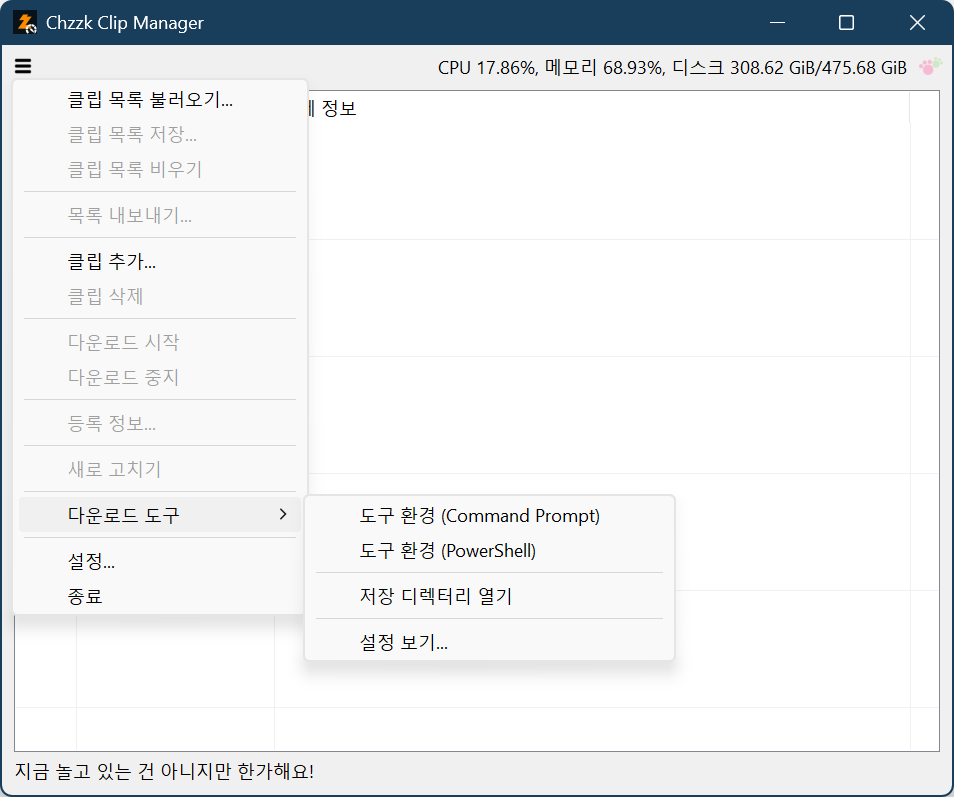 Chzzk Clip Manager
CPU 17.86%, 메모리 68.93%, 디스크 308.62 GiB/475.68 GiB
정보
클립 목록 불러오기...
클립 목록 저장...
클립 목록 비우기
목록 내보내기...
클립 추가...
클립 삭제
다운로드 시작
다운로드 중지
등록 정보...
새로 고치기
다운로드 도구
설정...
종료
도구 환경 (Command Prompt)
도구 환경 (PowerShell)
저장 디렉터리 열기
설정 보기...
지금 놀고 있는 건 아니지만 한가해요!